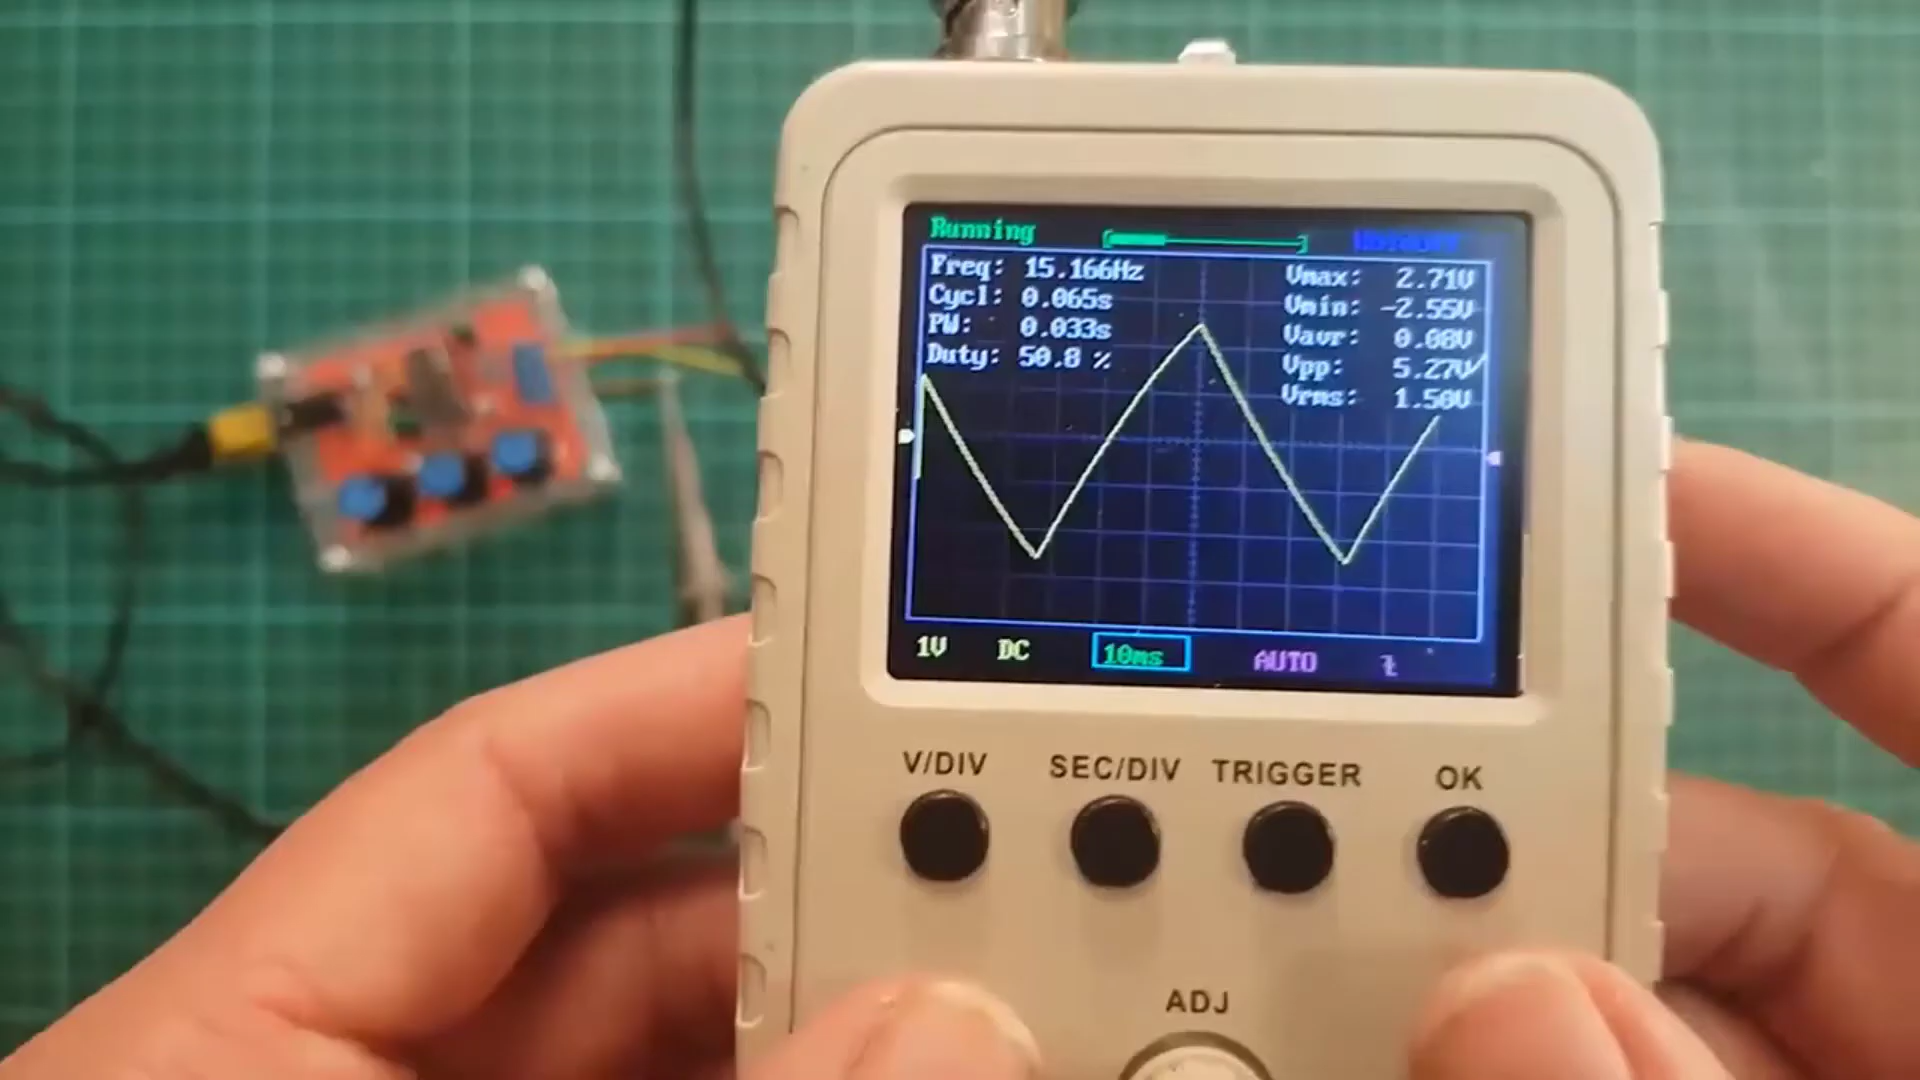 Running
Freq: 15.166Hz
Cycl: 0.065s
PW: 0.033s
Duty: 50.8 %
Vmax: 2.71V
Vmin: -2.55V
Vavr: 0.08V
Vpp: 5.27V
Vrms: 1.50V
1V DC 10ms AUTO
V/DIV SEC/DIV TRIGGER OK
ADJ